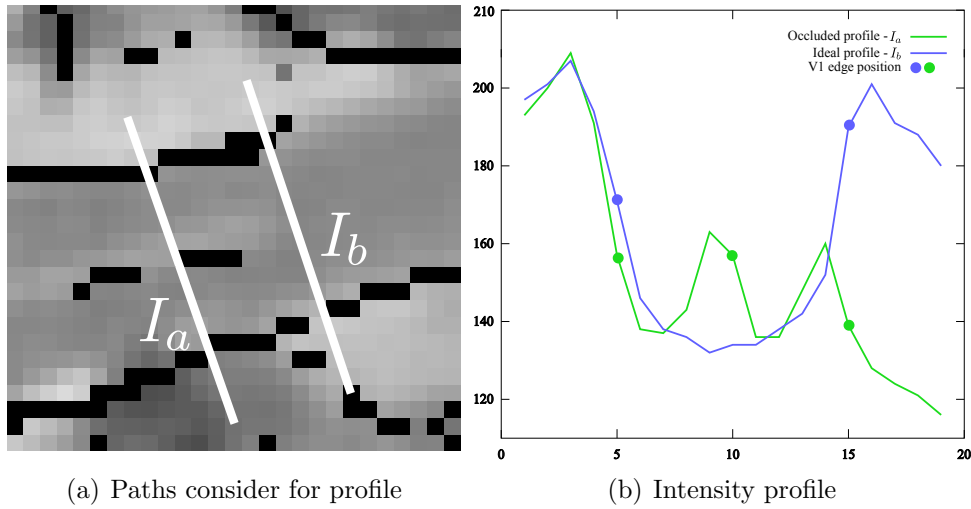 I_a
I_b
210
200
180
160
140
120
0
5
10
15
20
Occluded profile - I_a
Ideal profile - I_b
V1 edge position
(a) Paths consider for profile
(b) Intensity profile